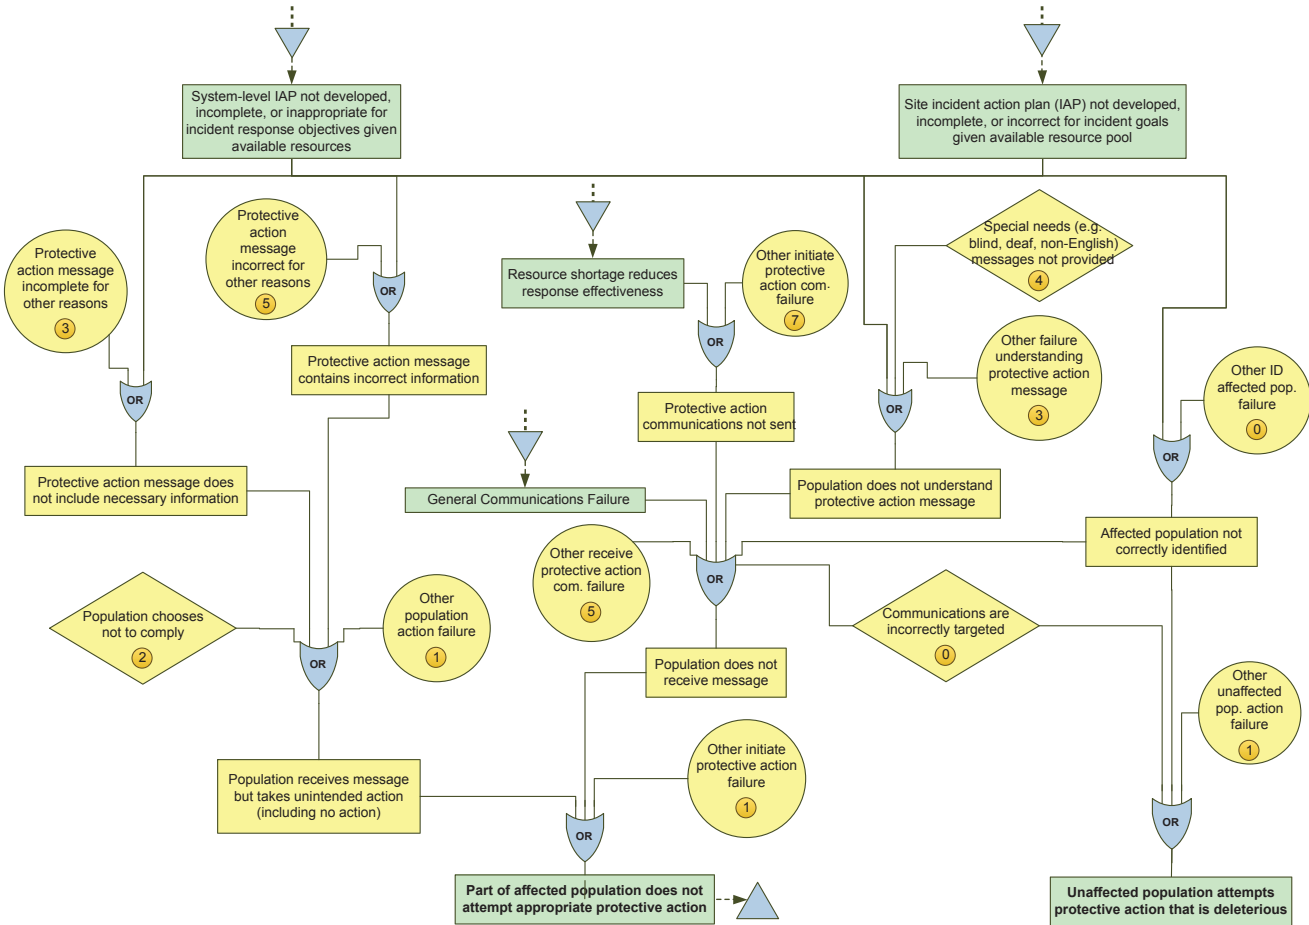 System-level IAP not developed,
incomplete, or inappropriate for
incident response objectives given
available resources
Site incident action plan (IAP) not developed,
incomplete, or incorrect for incident goals
given available resource pool
Protective
action message
incomplete for
other reasons
3
Protective
action
message
incorrect for
other reasons
5
Resource shortage reduces
response effectiveness
Other initiate
protective
action com.
failure
7
Special needs (e.g.
blind, deaf, non-English)
messages not provided
4
OR
OR
OR
OR
OR
Protective action message
contains incorrect information
Other failure
understanding
protective action
message
3
Other ID
affected pop.
failure
0
Protective action
communications not sent
Protective action message does
not include necessary information
General Communications Failure
Population does not understand
protective action message
Affected population not
correctly identified
Other receive
protective action
com. failure
5
OR
Population chooses
not to comply
2
Other
population
action failure
1
OR
Communications are
incorrectly targeted
0
Population does not
receive message
Other
unaffected
pop. action
failure
1
Population receives message
but takes unintended action
(including no action)
Other initiate
protective action
failure
1
OR
OR
Part of affected population does not
attempt appropriate protective action
Unaffected population attempts
protective action that is deleterious